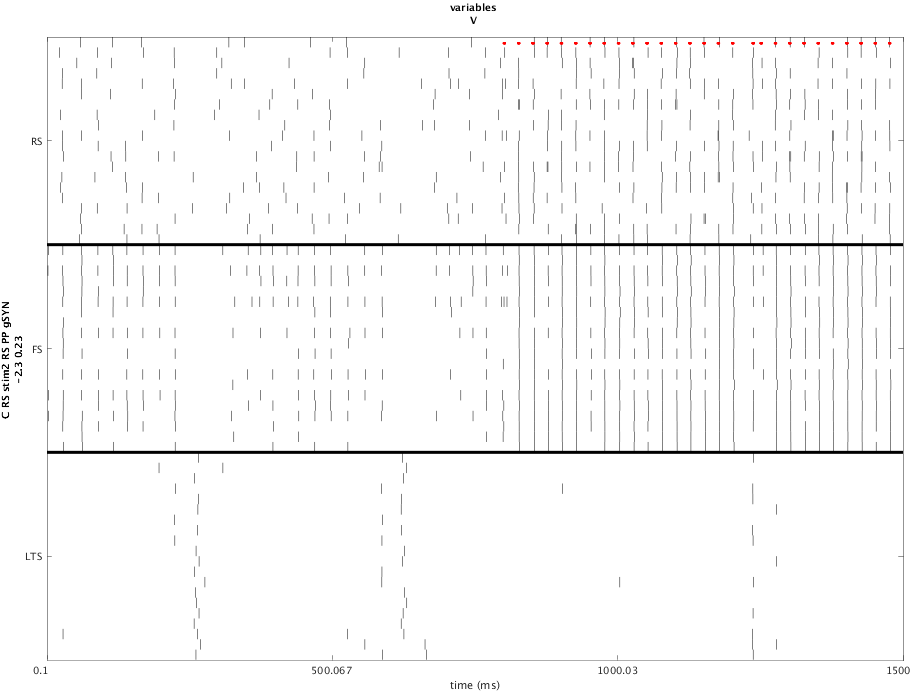 variables
V
RS
FS
LTS
C RS stim2 RS PP gSYN
-2.3 0.23
0.1
500.067
1000.03
1500
time (ms)